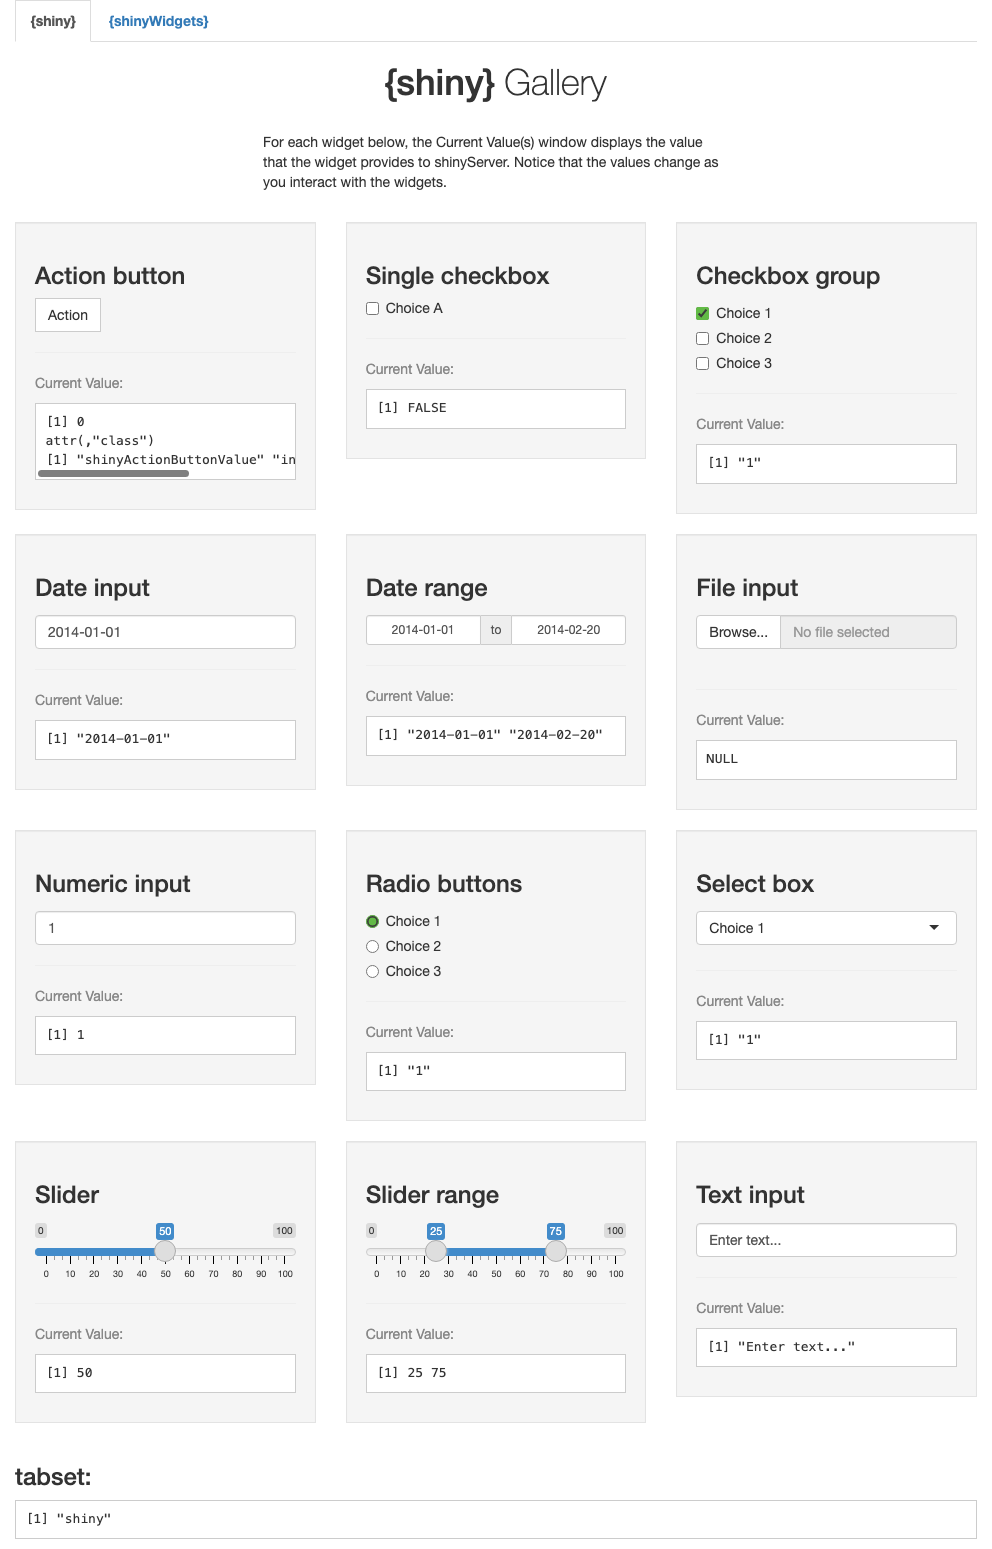 {shiny} {shinyWidgets}
{shiny} Gallery
For each widget below, the Current Value(s) window displays the value
that the widget provides to shinyServer. Notice that the values change as
you interact with the widgets.
Action button
Action
Current Value:
[1] 0
attr(,"class")
[1] "shinyActionButtonValue" "in
Single checkbox
Choice A
Current Value:
[1] FALSE
Checkbox group
Choice 1
Choice 2
Choice 3
Current Value:
[1] "1"
Date input
2014-01-01
Current Value:
[1] "2014-01-01"
Date range
2014-01-01 to 2014-02-20
Current Value:
[1] "2014-01-01" "2014-02-20"
File input
Browse... No file selected
Current Value:
NULL
Numeric input
1
Current Value:
[1] 1
Radio buttons
Choice 1
Choice 2
Choice 3
Current Value:
[1] "1"
Select box
Choice 1
Current Value:
[1] "1"
Slider
0 50 100
0 10 20 30 40 50 60 70 80 90 100
Current Value:
[1] 50
Slider range
0 25 75 100
0 10 20 30 40 50 60 70 80 90 100
Current Value:
[1] 25 75
Text input
Enter text...
Current Value:
[1] "Enter text..."
tabset:
[1] "shiny"